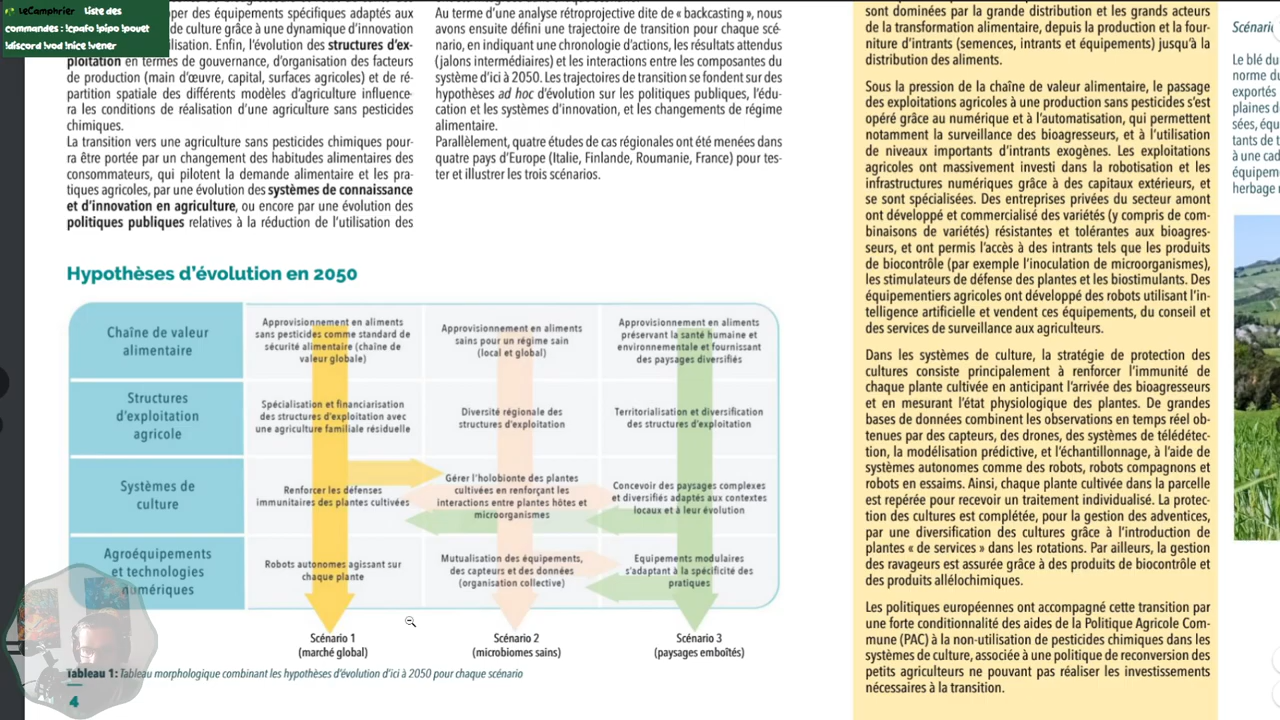 LeCamphrier liste des
commandes : !cpafo !pipo !pouet
!discord !vod !nice !vener
per des équipements spécifiques adaptés aux
de culture grâce à une dynamique d'innovation
ilisation. Enfin, l'évolution des structures d'ex-
ploitation en termes de gouvernance, d'organisation des facteurs
de production (main d'œuvre, capital, surfaces agricoles) et de ré-
partition spatiale des différents modèles d'agriculture influence-
ra les conditions de réalisation d'une agriculture sans pesticides
chimiques.
La transition vers une agriculture sans pesticides chimiques pour-
ra être portée par un changement des habitudes alimentaires des
consommateurs, qui pilotent la demande alimentaire et les pra-
tiques agricoles, par une évolution des systèmes de connaissance
et d'innovation en agriculture, ou encore par une évolution des
politiques publiques relatives à la réduction de l'utilisation des
Au terme d'une analyse rétroprojective dite de « backcasting », nous
avons ensuite défini une trajectoire de transition pour chaque scé-
nario, en indiquant une chronologie d'actions, les résultats attendus
(jalons intermédiaires) et les interactions entre les composantes du
système d'ici à 2050. Les trajectoires de transition se fondent sur des
hypothèses ad hoc d'évolution sur les politiques publiques, l'édu-
cation et les systèmes d'innovation, et les changements de régime
alimentaire.
Parallèlement, quatre études de cas régionales ont été menées dans
quatre pays d'Europe (Italie, Finlande, Roumanie, France) pour tes-
ter et illustrer les trois scénarios.
Hypothèses d'évolution en 2050
Chaîne de valeur
alimentaire
Approvisionnement en aliments
sans pesticides comme standard de
sécurité alimentaire (chaîne de
valeur globale)
Approvisionnement en aliments
sains pour un régime sain
(local et global)
Approvisionnement en aliments
préservant la santé humaine et
environnementale et fournissant
des paysages diversifiés
Structures
d'exploitation
agricole
Spécialisation et financiarisation
des structures d'exploitation avec
une agriculture familiale résiduelle
Diversité régionale des
structures d'exploitation
Territorialisation et diversification
des structures d'exploitation
Systèmes de
culture
Renforcer les défenses
immunitaires des plantes cultivées
Gérer l'holobionte des plantes
cultivées en renforçant les
interactions entre plantes hôtes et
microorganismes
Concevoir des paysages complexes
et diversifiés adaptés aux contextes
locaux et à leur évolution
Agroéquipements
et technologies
numériques
Robots autonomes agissant sur
chaque plante
Mutualisation des équipements,
des capteurs et des données
(organisation collective)
Equipements modulaires
s'adaptant à la spécificité des
pratiques
Scénario 1
(marché global)
Scénario 2
(microbiomes sains)
Scénario 3
(paysages emboîtés)
Tableau 1: Tableau morphologique combinant les hypothèses d'évolution d'ici à 2050 pour chaque scénario
4
sont dominées par la grande distribution et les grands acteurs
de la transformation alimentaire, depuis la production et la four-
niture d'intrants (semences, intrants et équipements) jusqu'à la
distribution des aliments.
Sous la pression de la chaîne de valeur alimentaire, le passage
des exploitations agricoles à une production sans pesticides s'est
opéré grâce au numérique et à l'automatisation, qui permettent
notamment la surveillance des bioagresseurs, et à l'utilisation
de niveaux importants d'intrants exogènes. Les exploitations
agricoles ont massivement investi dans la robotisation et les
infrastructures numériques grâce à des capitaux extérieurs, et
se sont spécialisées. Des entreprises privées du secteur amont
ont développé et commercialisé des variétés (y compris de com-
binaisons de variétés) résistantes et tolérantes aux bioagres-
seurs, et ont permis l'accès à des intrants tels que les produits
de biocontrôle (par exemple l'inoculation de microorganismes),
les stimulateurs de défense des plantes et les biostimulants. Des
équipementiers agricoles ont développé des robots utilisant l'in-
telligence artificielle et vendent ces équipements, du conseil et
des services de surveillance aux agriculteurs.
Dans les systèmes de culture, la stratégie de protection des
cultures consiste principalement à renforcer l'immunité de
chaque plante cultivée en anticipant l'arrivée des bioagresseurs
et en mesurant l'état physiologique des plantes. De grandes
bases de données combinent les observations en temps réel ob-
tenues par des capteurs, des drones, des systèmes de télédétec-
tion, la modélisation prédictive, et l'échantillonnage, à l'aide de
systèmes autonomes comme des robots, robots compagnons et
robots en essaims. Ainsi, chaque plante cultivée dans la parcelle
est repérée pour recevoir un traitement individualisé. La protec-
tion des cultures est complétée, pour la gestion des adventices,
par une diversification des cultures grâce à l'introduction de
plantes « de services » dans les rotations. Par ailleurs, la gestion
des ravageurs est assurée grâce à des produits de biocontrôle et
des produits allélochimiques.
Les politiques européennes ont accompagné cette transition par
une forte conditionnalité des aides de la Politique Agricole Com-
mune (PAC) à la non-utilisation de pesticides chimiques dans les
systèmes de culture, associée à une politique de reconversion des
petits agriculteurs ne pouvant pas réaliser les investissements
nécessaires à la transition.
Scénario
Le blé du
norme du
exportés
plaines d
sées, équ
tants de t
à une cad
équipem
herbage